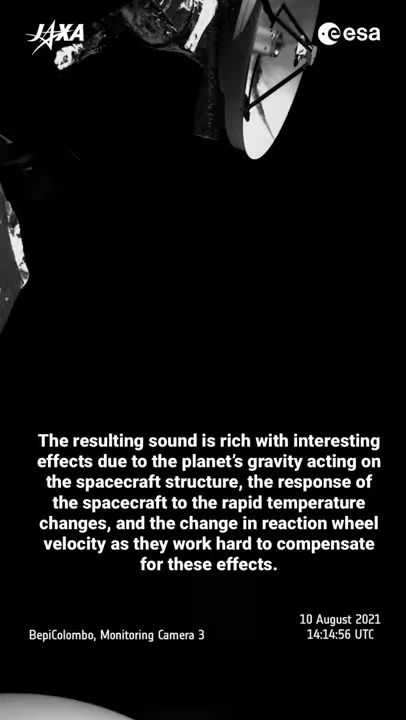 JAXA
esa
The resulting sound is rich with interesting
effects due to the planet's gravity acting on
the spacecraft structure, the response of
the spacecraft to the rapid temperature
changes, and the change in reaction wheel
velocity as they work hard to compensate
for these effects.
10 August 2021
BepiColombo, Monitoring Camera 3
14:14:56 UTC